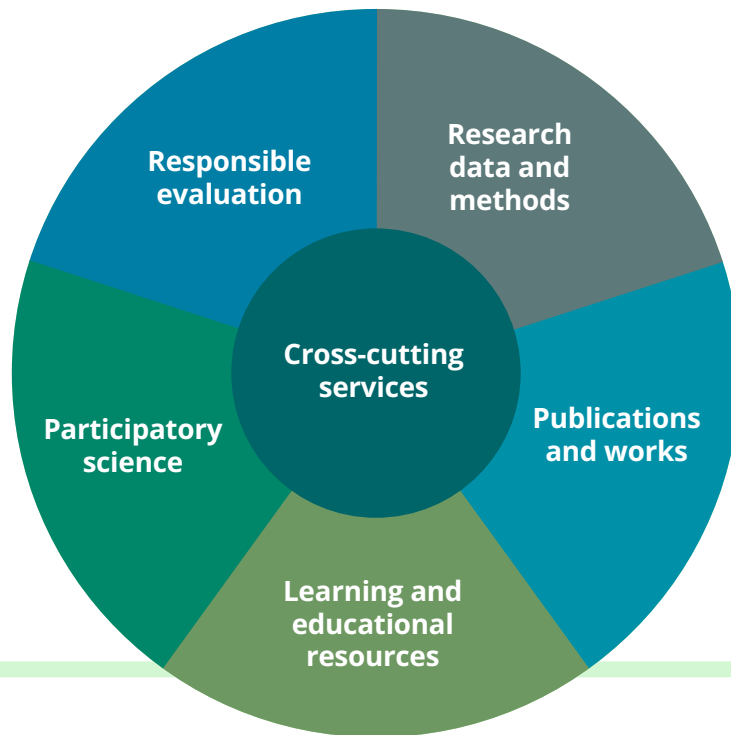 Responsible
evaluation
Research
data and
methods
Cross-cutting
services
Participatory
science
Publications
and works
Learning and
educational
resources